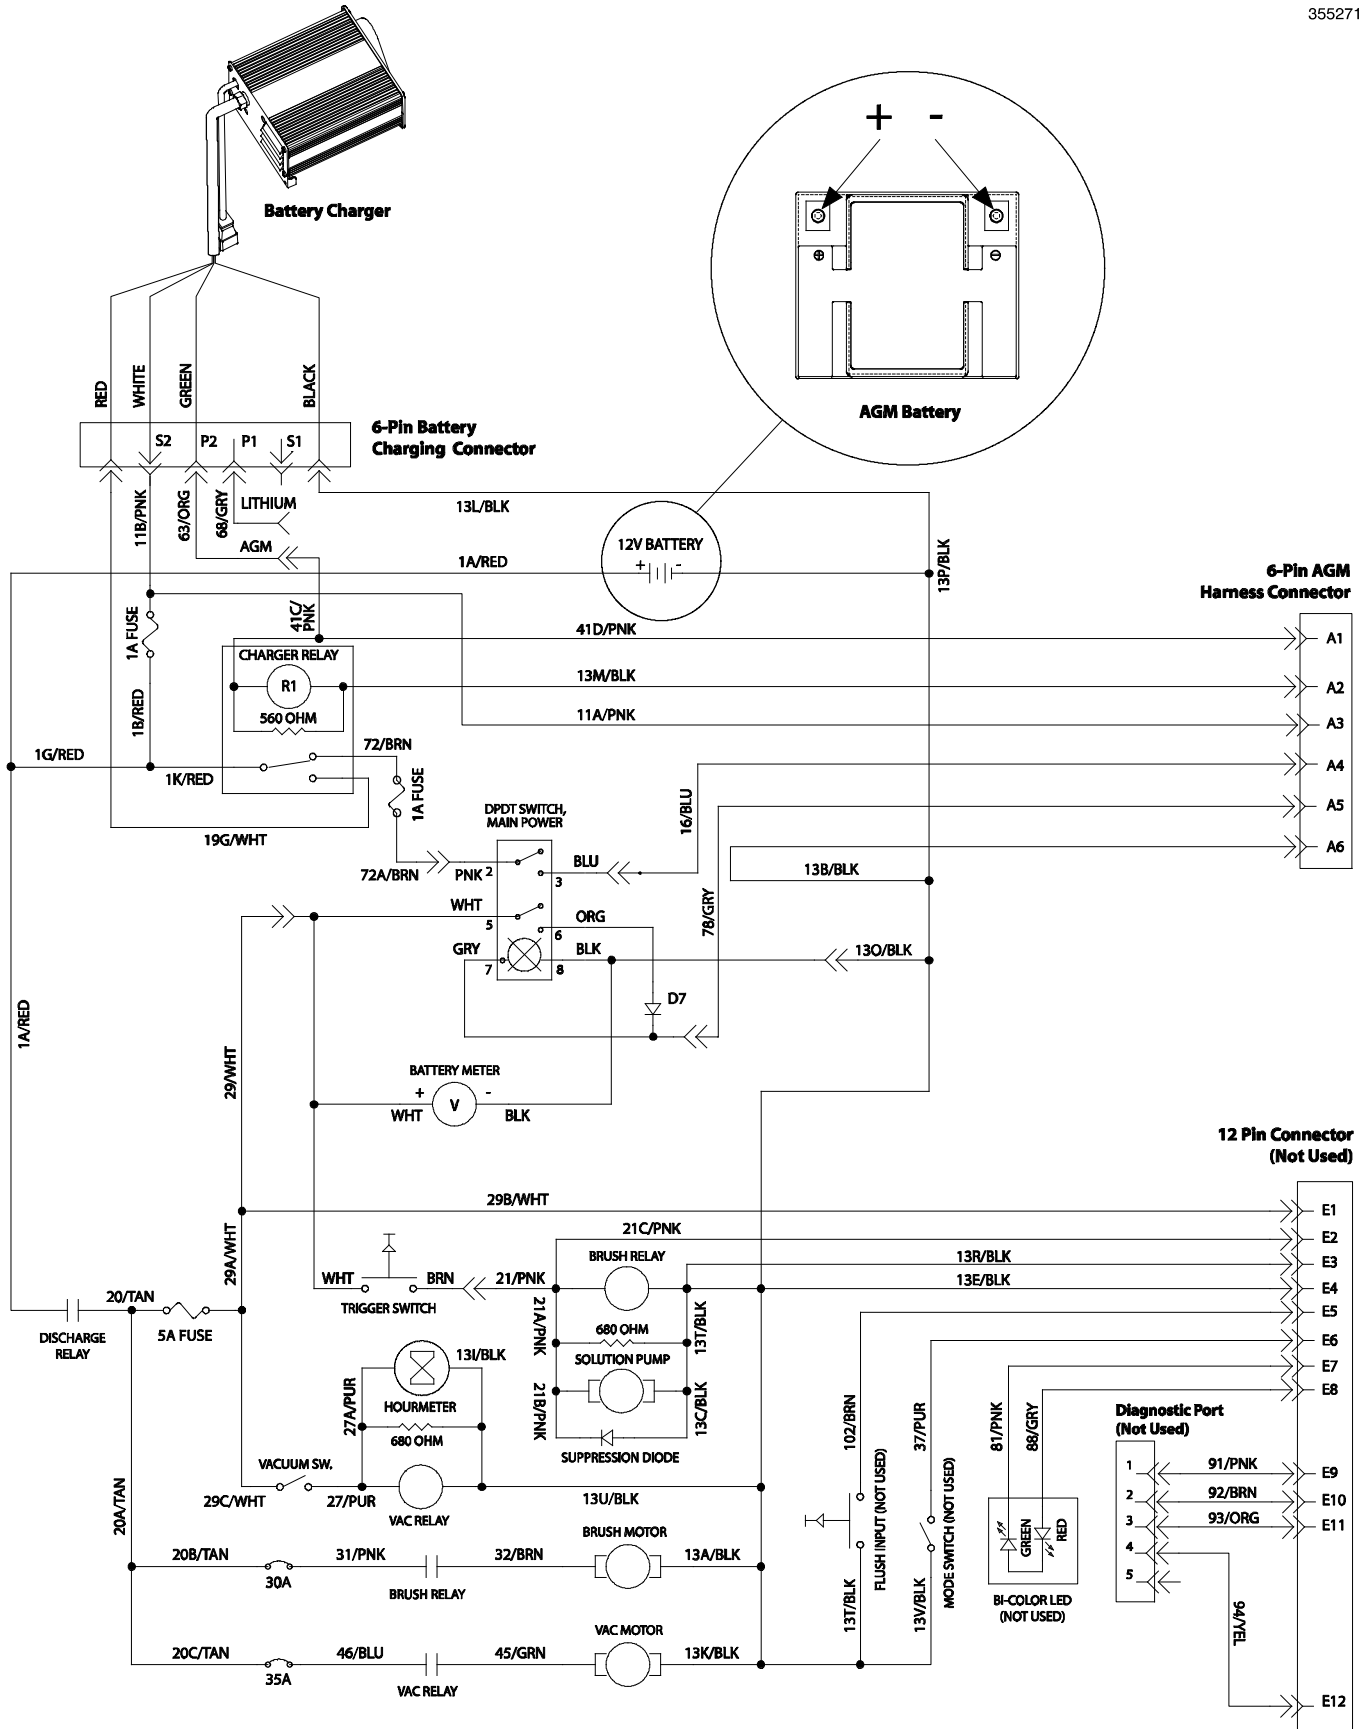 355271
+ -
Battery Charger
RED
WHITE
GREEN
BLACK
AGM Battery
6-Pin Battery
Charging Connector
S2
P2
P1
S1
11B/PNK
63/ORG
68/GRY
LITHIUM
13L/BLK
AGM
12V BATTERY
+ -
1A/RED
13P/BLK
6-Pin AGM
Harness Connector
1A FUSE
41C/
PNK
41D/PNK
A1
CHARGER RELAY
R1
13M/BLK
A2
560 OHM
11A/PNK
A3
1B/RED
1G/RED
1K/RED
72/BRN
1A FUSE
A4
DPDT SWITCH,
MAIN POWER
16/BLU
A5
19G/WHT
A6
72A/BRN
PNK
2
BLU
3
13B/BLK
WHT
5
ORG
6
78/GRY
GRY
7
BLK
8
13O/BLK
D7
1A/RED
29/WHT
BATTERY METER
+
V
-
WHT
BLK
12 Pin Connector
(Not Used)
29B/WHT
E1
21C/PNK
E2
29A/WHT
BRUSH RELAY
13R/BLK
E3
WHT
BRN
21/PNK
13E/BLK
E4
TRIGGER SWITCH
20/TAN
5A FUSE
DISCHARGE
RELAY
21A/PNK
680 OHM
13T/BLK
E5
E6
SOLUTION PUMP
13I/BLK
E7
27A/PUR
HOURMETER
21B/PNK
13C/BLK
E8
102/BRN
37/PUR
81/PNK
88/GRY
Diagnostic Port
(Not Used)
680 OHM
SUPPRESSION DIODE
VACUUM SW.
29C/WHT
27/PUR
VAC RELAY
13U/BLK
1
91/PNK
E9
2
92/BRN
E10
3
93/ORG
E11
4
5
20A/TAN
FLUSH INPUT (NOT USED)
MODE SWITCH (NOT USED)
GREEN
RED
BI-COLOR LED
(NOT USED)
BRUSH MOTOR
20B/TAN
30A
31/PNK
BRUSH RELAY
32/BRN
13A/BLK
13T/BLK
13V/BLK
94/YEL
VAC MOTOR
20C/TAN
35A
46/BLU
VAC RELAY
45/GRN
13K/BLK
E12